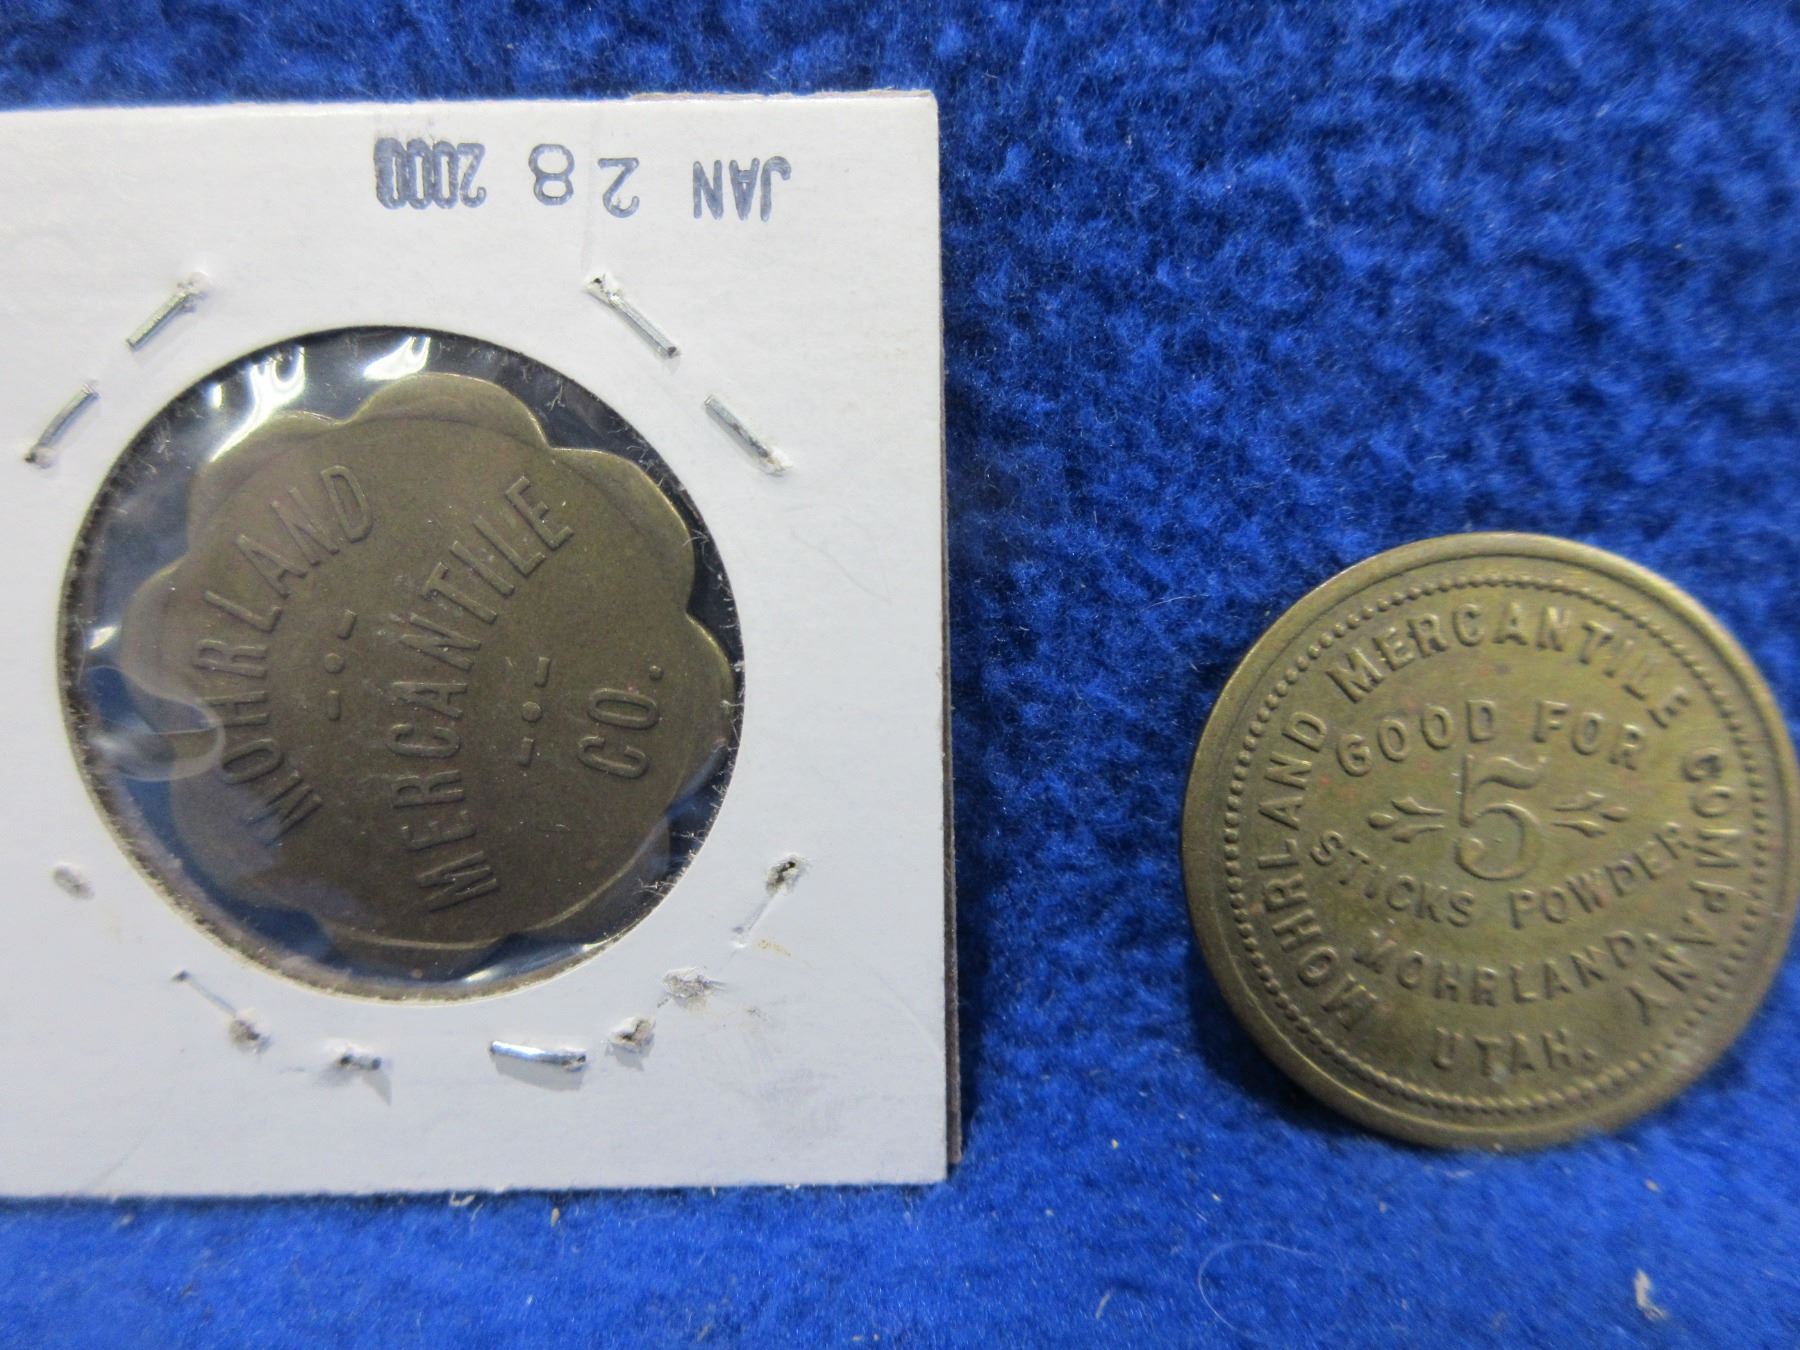 JAN 28 2000
MOHRLAND
MERCANTILE
CO.
MOHRLAND MERCANTILE COMPANY
GOOD FOR
5
STICKS POWDER
MOHRLAND,
UTAH.